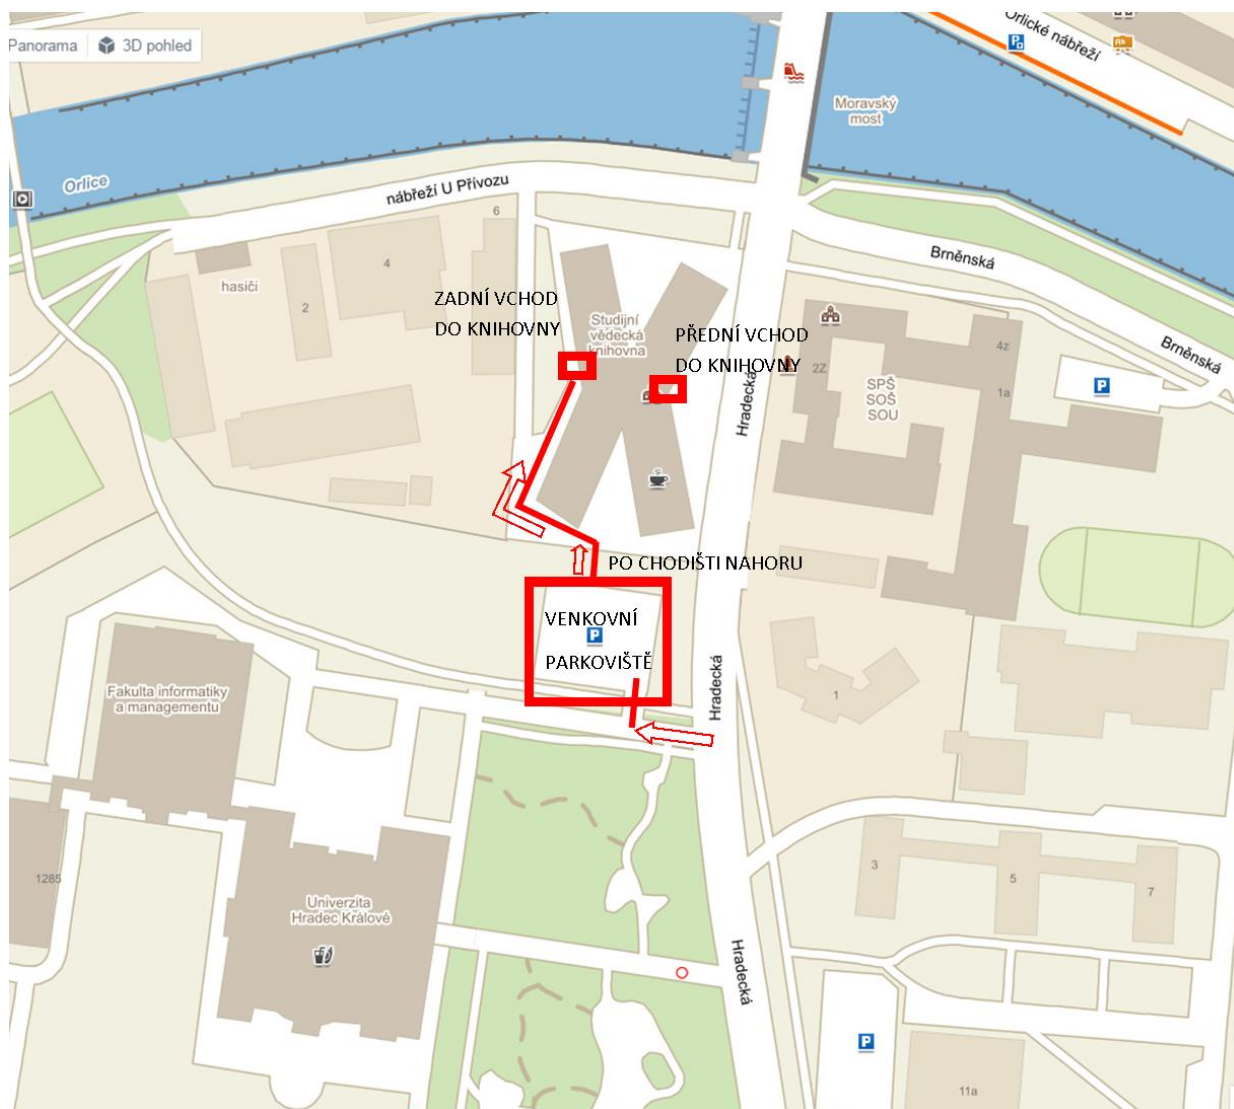 Panorama
3D pohled
Orlické nábřeží
Moravský
most
Orlice
nábřeží U Přívozu
6
Brněnská
hasiči
4
2
ZADNÍ VCHOD
DO KNIHOVNY
Studijní
vědecká
knihovna
PŘEDNÍ VCHOD
DO KNIHOVNY
Hradecká
2Z
SPŠ
SOŠ
SOU
4z
1a
Brněnská
P
P
PO CHODIŠTI NAHORU
VENKOVNÍ
P
PARKOVIŠTĚ
Hradecká
1
Fakulta informatiky
a managementu
1285
Univerzita
Hradec Králové
3
5
7
Hradecká
P
11a